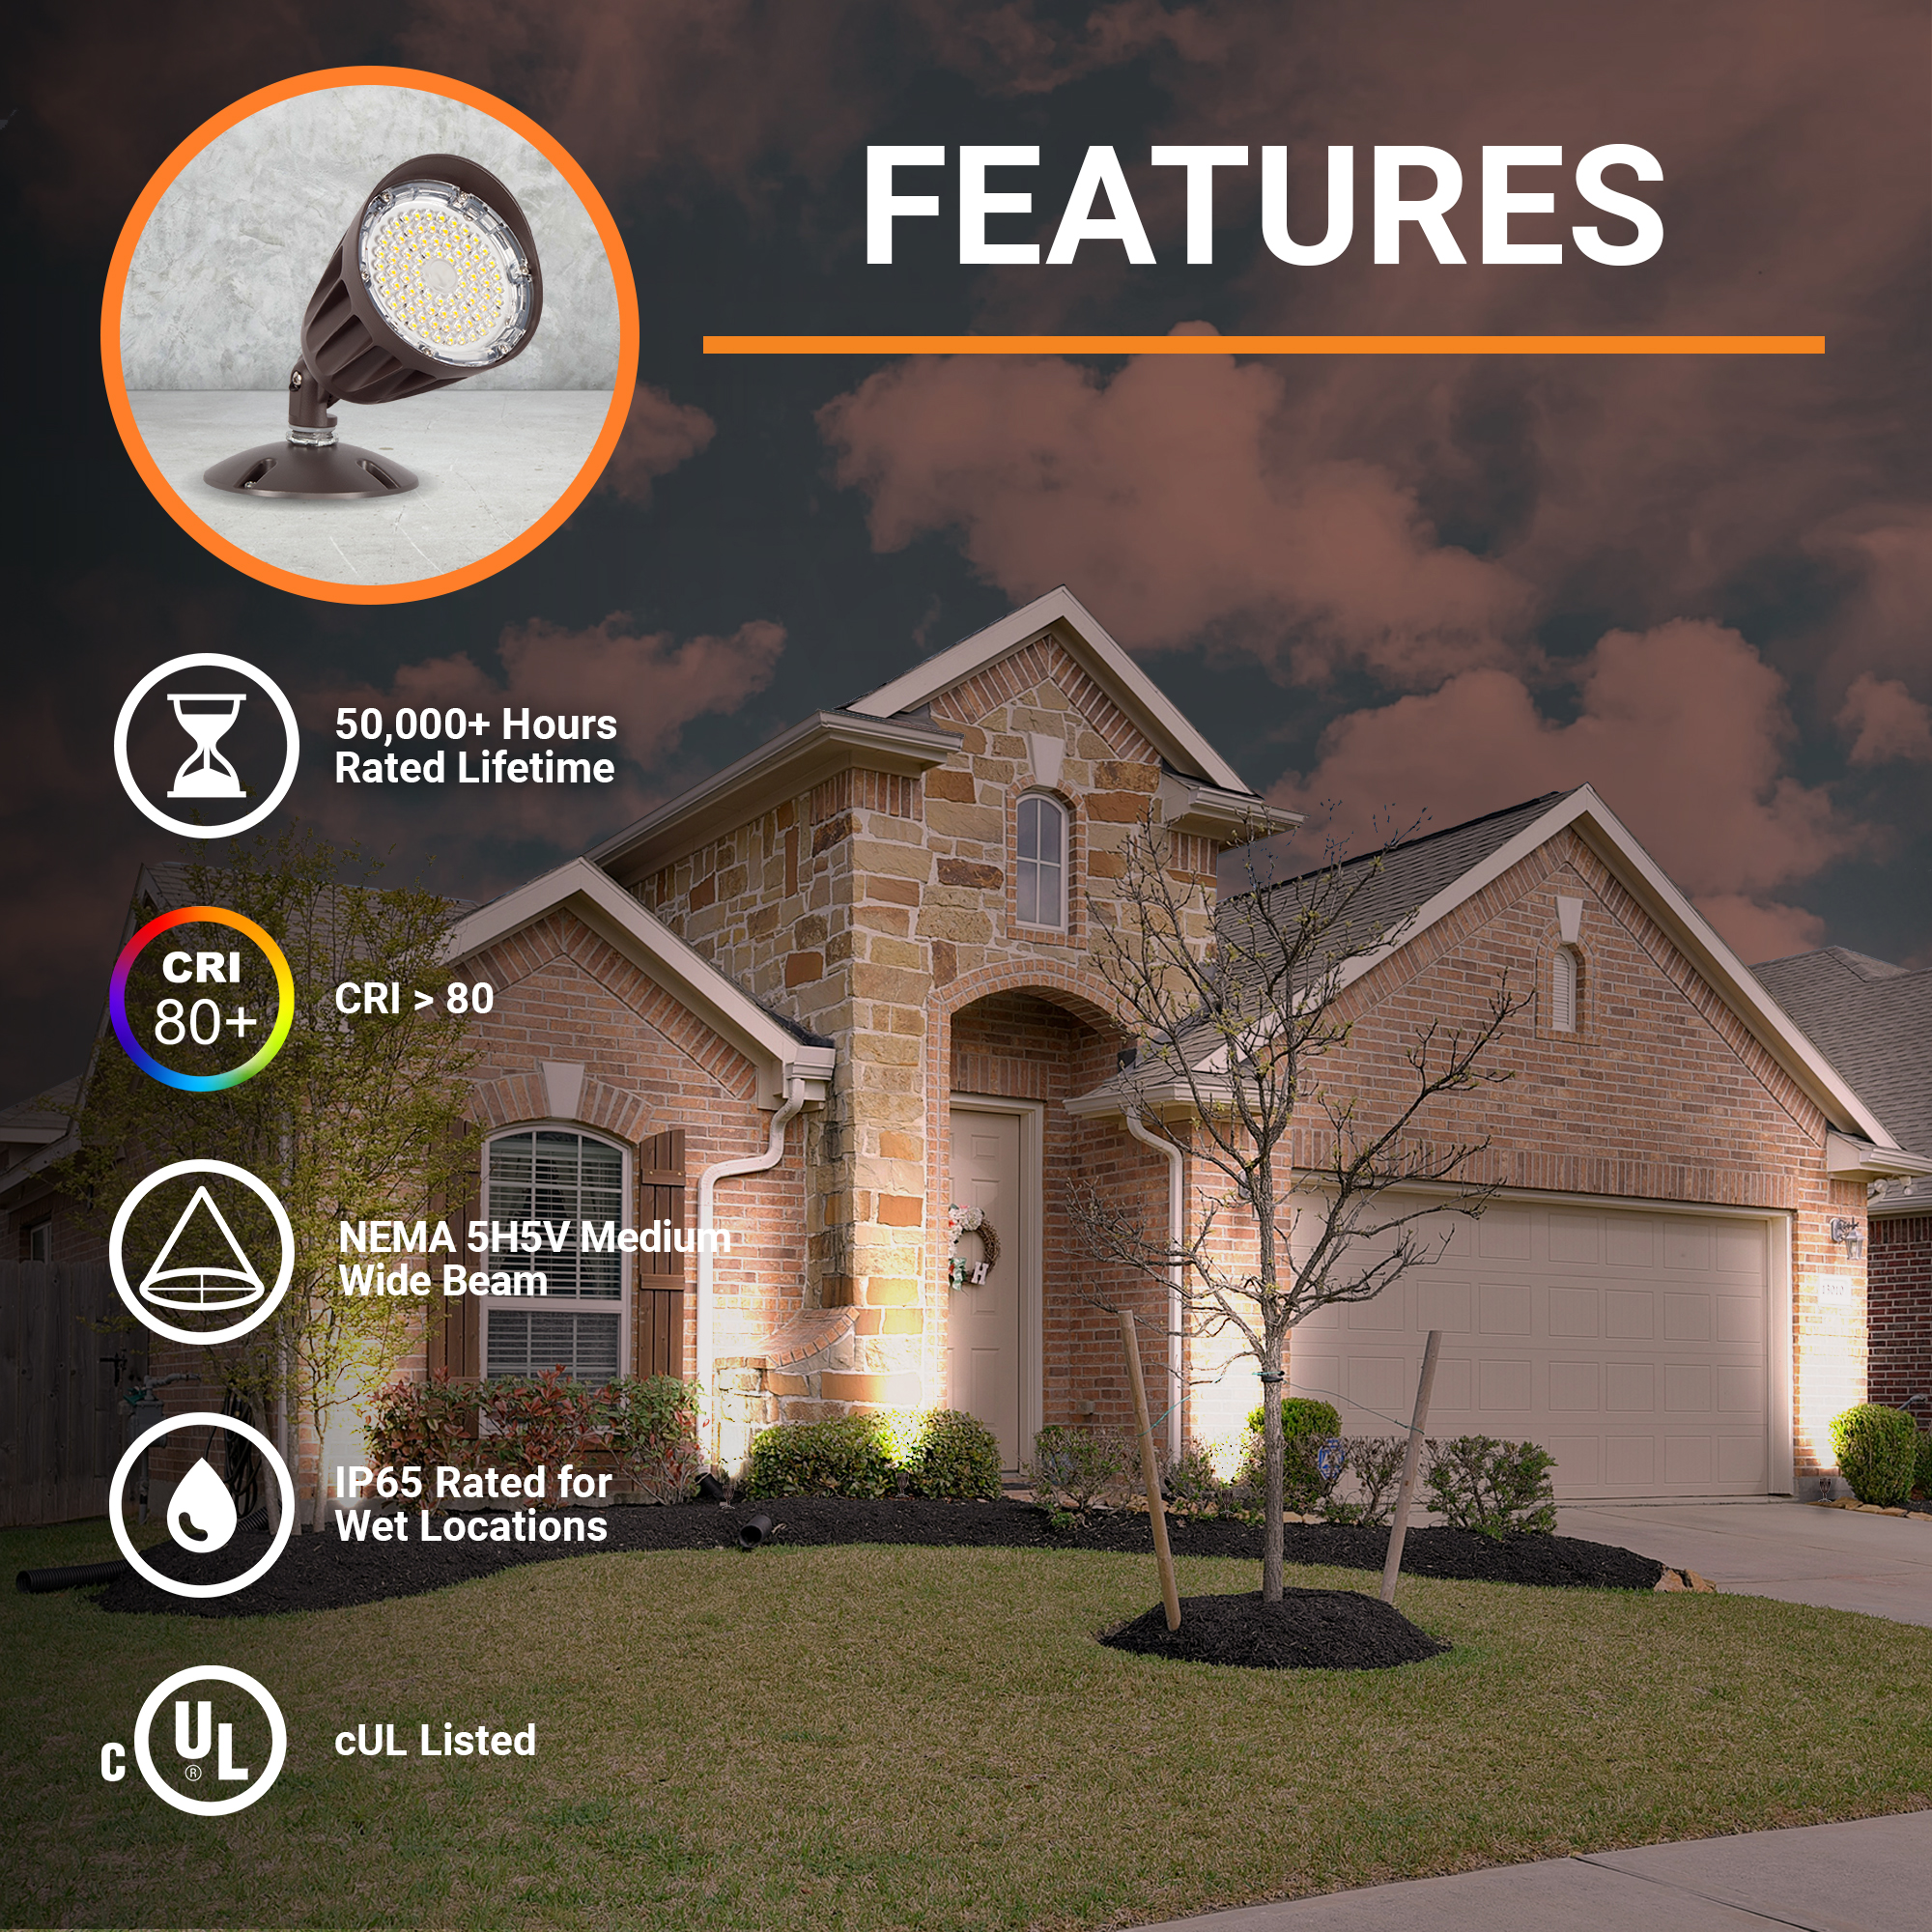 FEATURES
50,000+ Hours
Rated Lifetime
CRI
80+
CRI > 80
NEMA 5H5V Medium
Wide Beam
IP65 Rated for
Wet Locations
C UL ®
cUL Listed
H